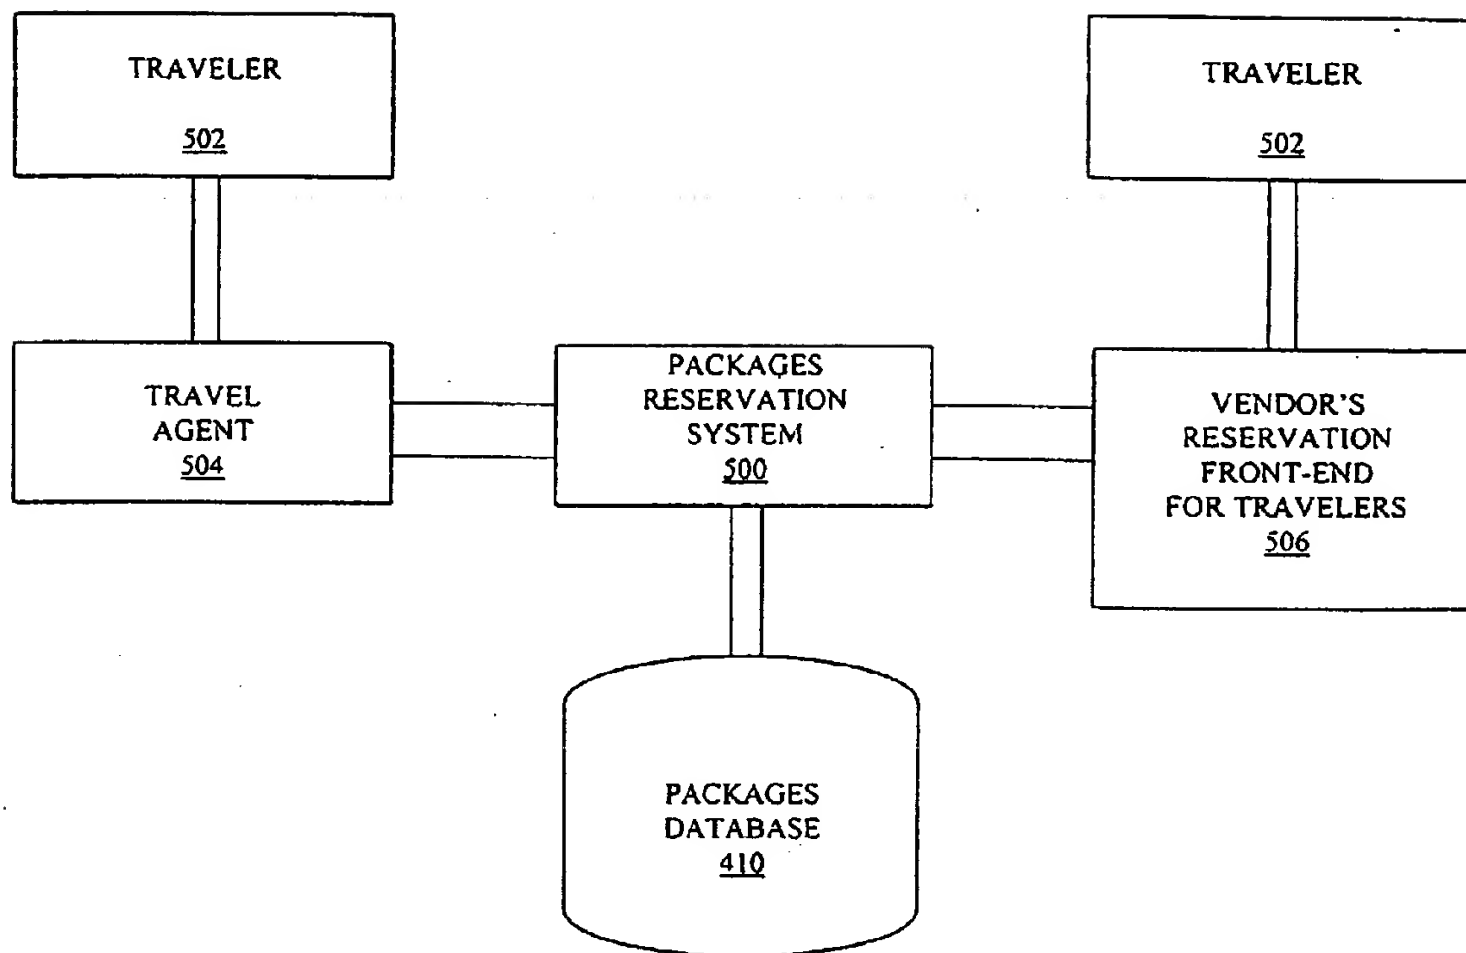 TRAVELER
502
TRAVELER
502
TRAVEL
AGENT
504
PACKAGES
RESERVATION
SYSTEM
500
VENDOR'S
RESERVATION
FRONT-END
FOR TRAVELERS
506
PACKAGES
DATABASE
410